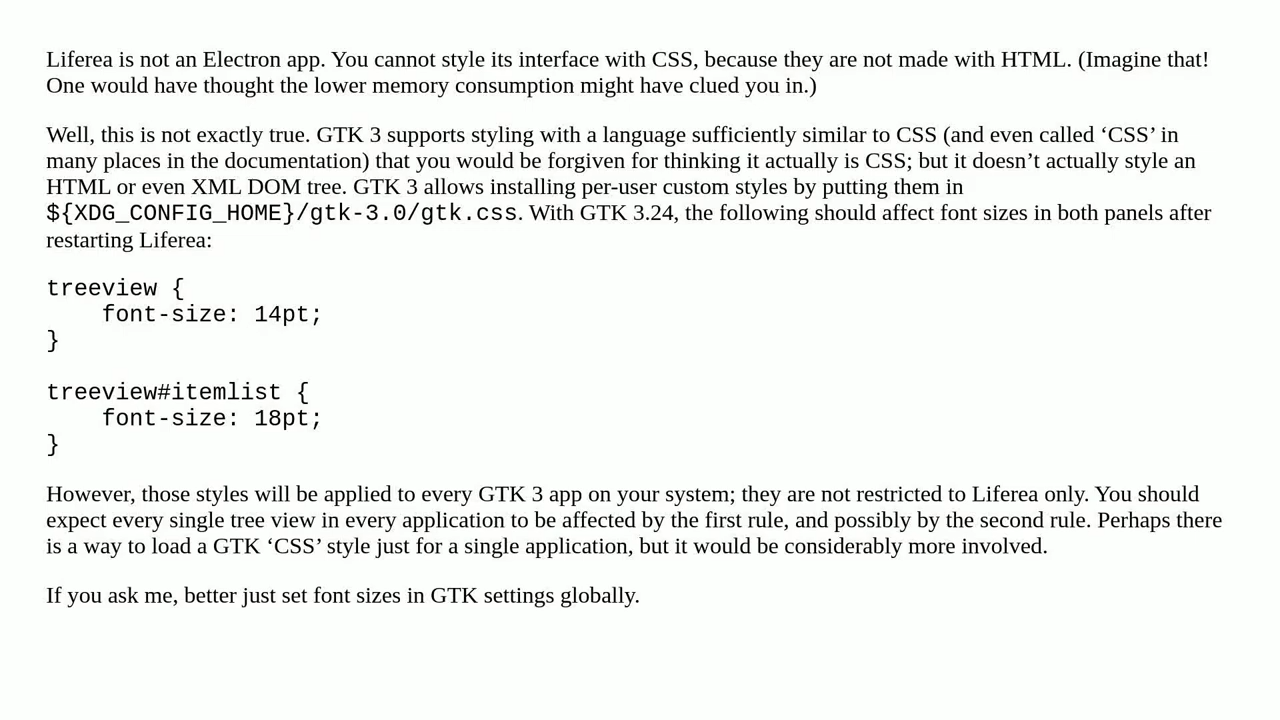 Liferea is not an Electron app. You cannot style its interface with CSS, because they are not made with HTML. (Imagine that!
One would have thought the lower memory consumption might have clued you in.)
Well, this is not exactly true. GTK 3 supports styling with a language sufficiently similar to CSS (and even called ‘CSS’ in
many places in the documentation) that you would be forgiven for thinking it actually is CSS; but it doesn’t actually style an
HTML or even XML DOM tree. GTK 3 allows installing per-user custom styles by putting them in
${XDG_CONFIG_HOME}/gtk-3.0/gtk.css. With GTK 3.24, the following should affect font sizes in both panels after
restarting Liferea:
treeview {
    font-size: 14pt;
}
treeview#itemlist {
    font-size: 18pt;
}
However, those styles will be applied to every GTK 3 app on your system; they are not restricted to Liferea only. You should
expect every single tree view in every application to be affected by the first rule, and possibly by the second rule. Perhaps there
is a way to load a GTK ‘CSS’ style just for a single application, but it would be considerably more involved.
If you ask me, better just set font sizes in GTK settings globally.